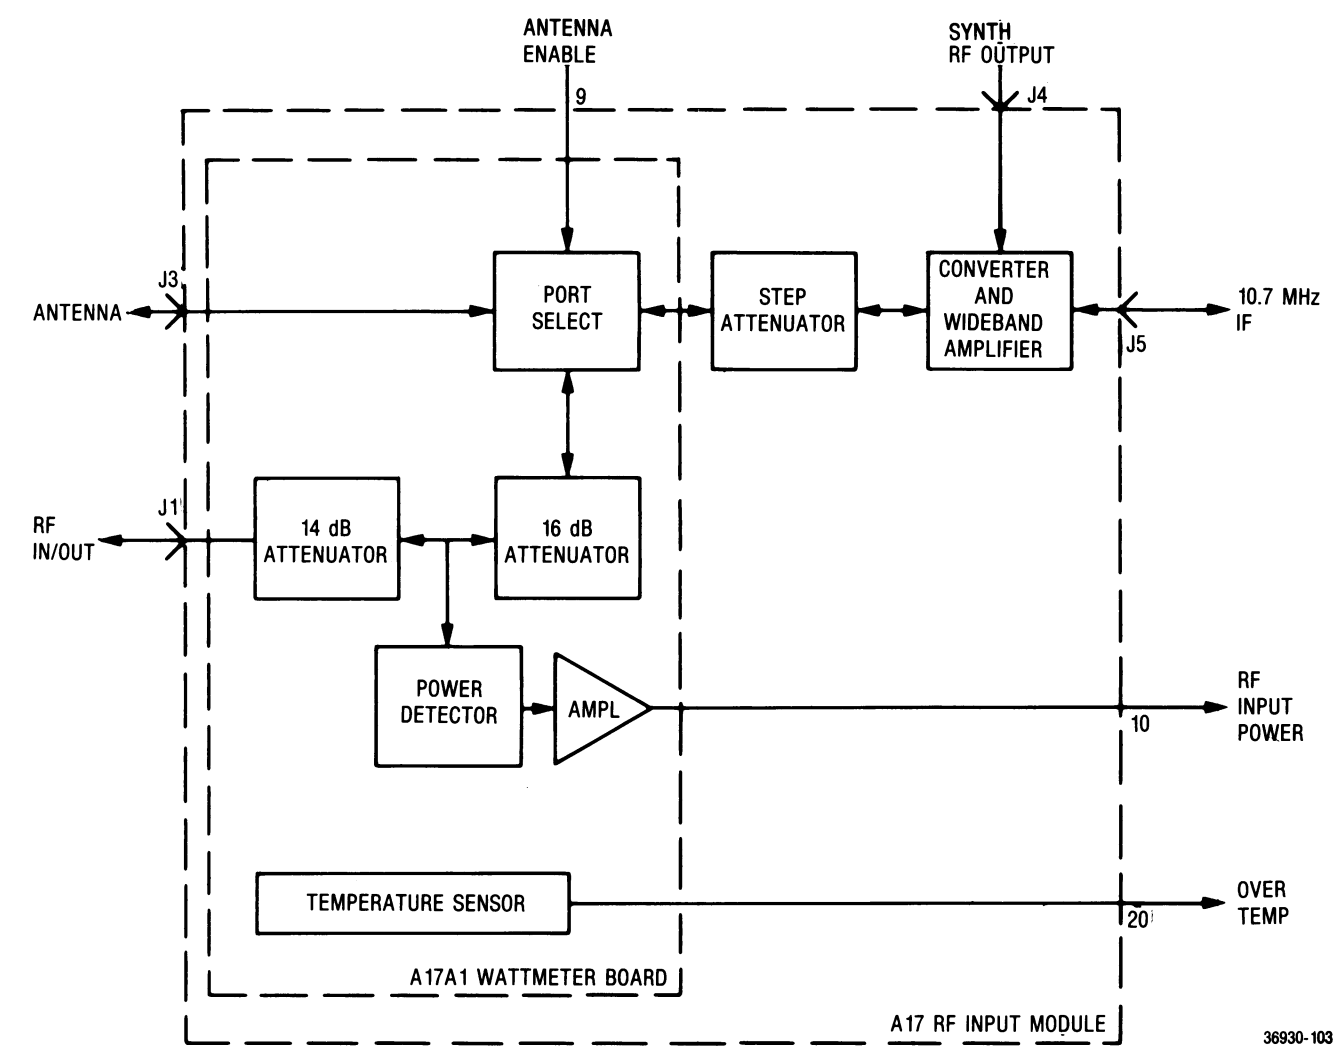 ANTENNA
ENABLE
9
SYNTH
RF OUTPUT
J4
J3
ANTENNA
PORT
SELECT
STEP
ATTENUATOR
CONVERTER
AND
WIDEBAND
AMPLIFIER
10.7 MHz
IF
J5
J1
RF
IN/OUT
14 dB
ATTENUATOR
16 dB
ATTENUATOR
POWER
DETECTOR
AMPL
RF
INPUT
POWER
10
TEMPERATURE SENSOR
OVER
TEMP
20
A17A1 WATTMETER BOARD
A17 RF INPUT MODULE
36930-103